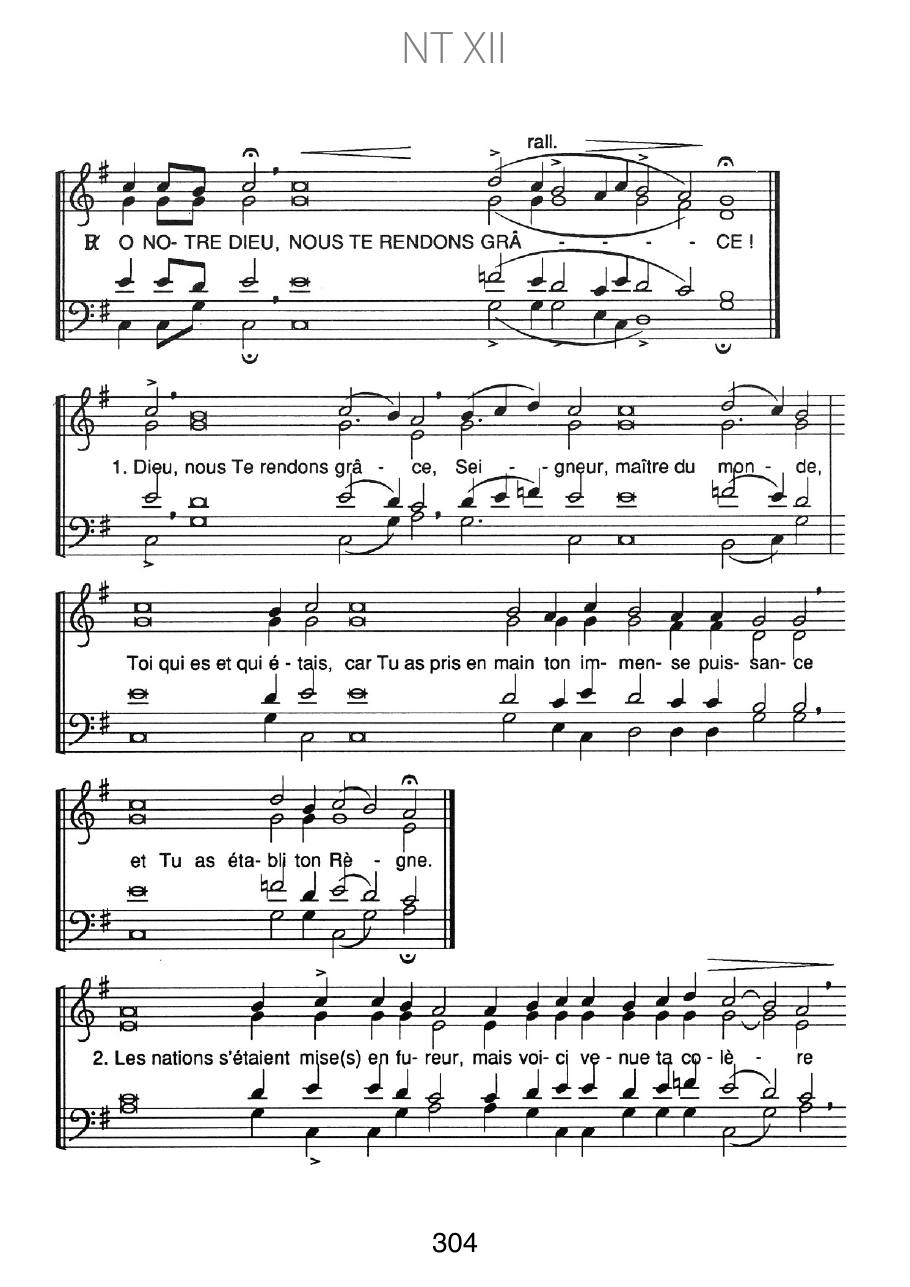 NT XII
rall.
℟ O NO- TRE DIEU, NOUS TE RENDONS GRÂ - - - - CE !
1. Dieu, nous Te rendons grâ - ce, Sei - - gneur, maître du mon - de,
Toi qui es et qui é - tais, car Tu as pris en main ton im- men- se puis- san- ce
et Tu as éta- bli ton Rè - gne.
2. Les nations s'étaient mise(s) en fu- reur, mais voi- ci ve - nue ta co - lè - re
304